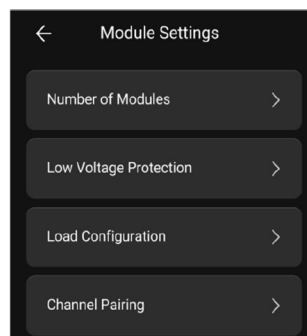 Module Settings
Number of Modules
Low Voltage Protection
Load Configuration
Channel Pairing